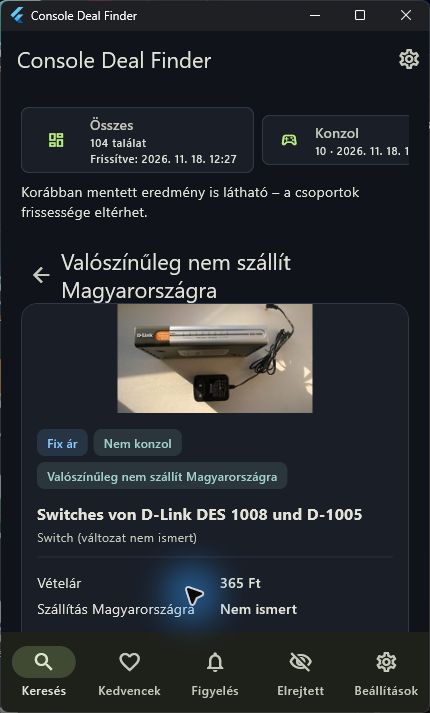 Console Deal Finder
Console Deal Finder
Összes
104 találat
Frissítve: 2026. 11. 18. 12:27
Konzol
10 · 2026. 11. 18. 1
Korábban mentett eredmény is látható – a csoportok
frissessége eltérhet.
Valószínűleg nem szállít
Magyarországra
D-Link
Fix ár
Nem konzol
Valószínűleg nem szállít Magyarországra
Switches von D-Link DES 1008 und D-1005
Switch (változat nem ismert)
Vételár 365 Ft
Szállítás Magyarországra Nem ismert
Keresés Kedvencek Figyelés Elrejtett Beállítások